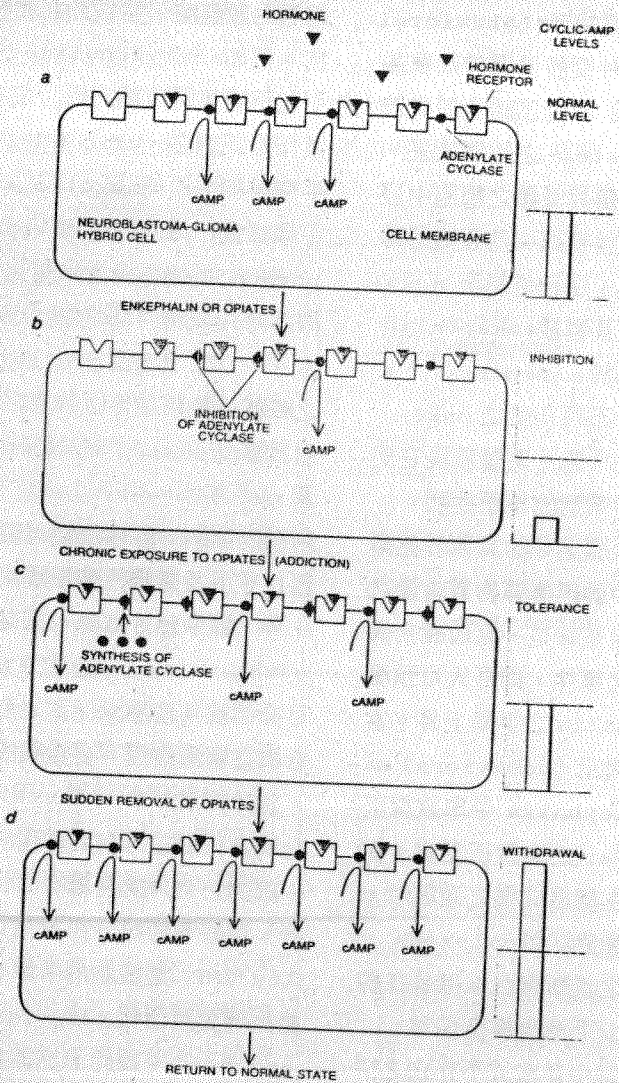 HORMONE
CYCLIC-AMP
LEVELS
a
HORMONE
RECEPTOR
NORMAL
LEVEL
ADENYLATE
CYCLASE
cAMP cAMP cAMP
NEUROBLASTOMA-GLIOMA
HYBRID CELL
CELL MEMBRANE
ENKEPHALIN OR OPIATES
b
INHIBITION
INHIBITION
OF ADENYLATE
CYCLASE
cAMP
CHRONIC EXPOSURE TO OPIATES (ADDICTION)
c
TOLERANCE
SYNTHESIS OF
ADENYLATE CYCLASE
cAMP cAMP cAMP
SUDDEN REMOVAL OF OPIATES
d
WITHDRAWAL
cAMP cAMP cAMP cAMP cAMP cAMP cAMP
RETURN TO NORMAL STATE